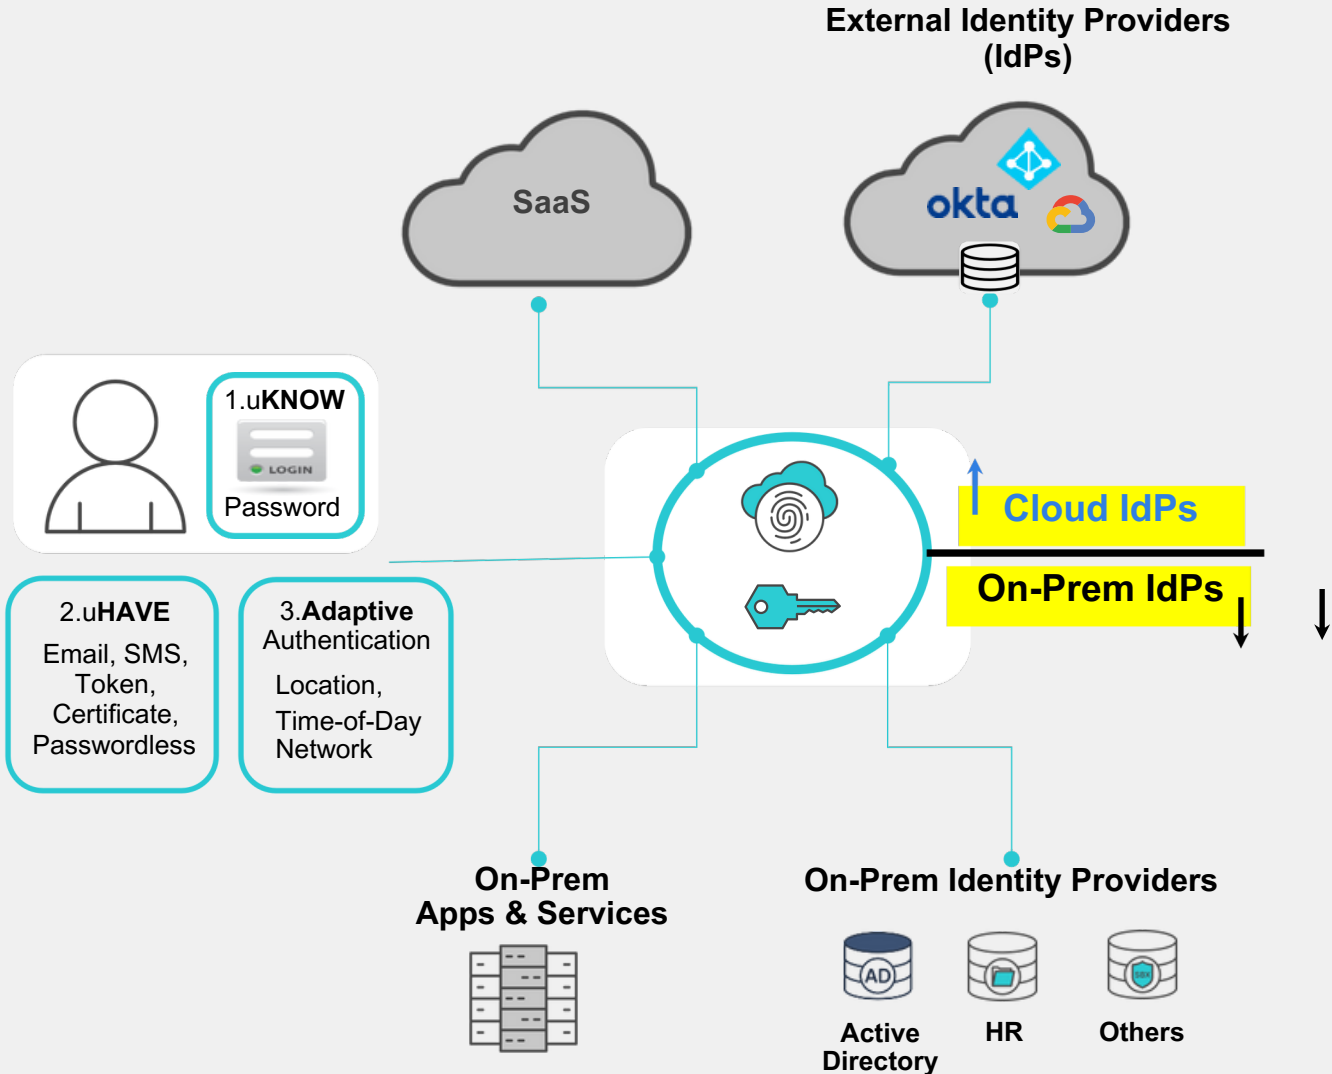 External Identity Providers
(IdPs)
SaaS
okta
1.uKNOW
LOGIN
Password
2.uHAVE
Email, SMS,
Token,
Certificate,
Passwordless
3.Adaptive
Authentication
Location,
Time-of-Day
Network
Cloud IdPs
On-Prem IdPs
On-Prem
Apps & Services
On-Prem Identity Providers
AD
SBX
Active
Directory
HR
Others